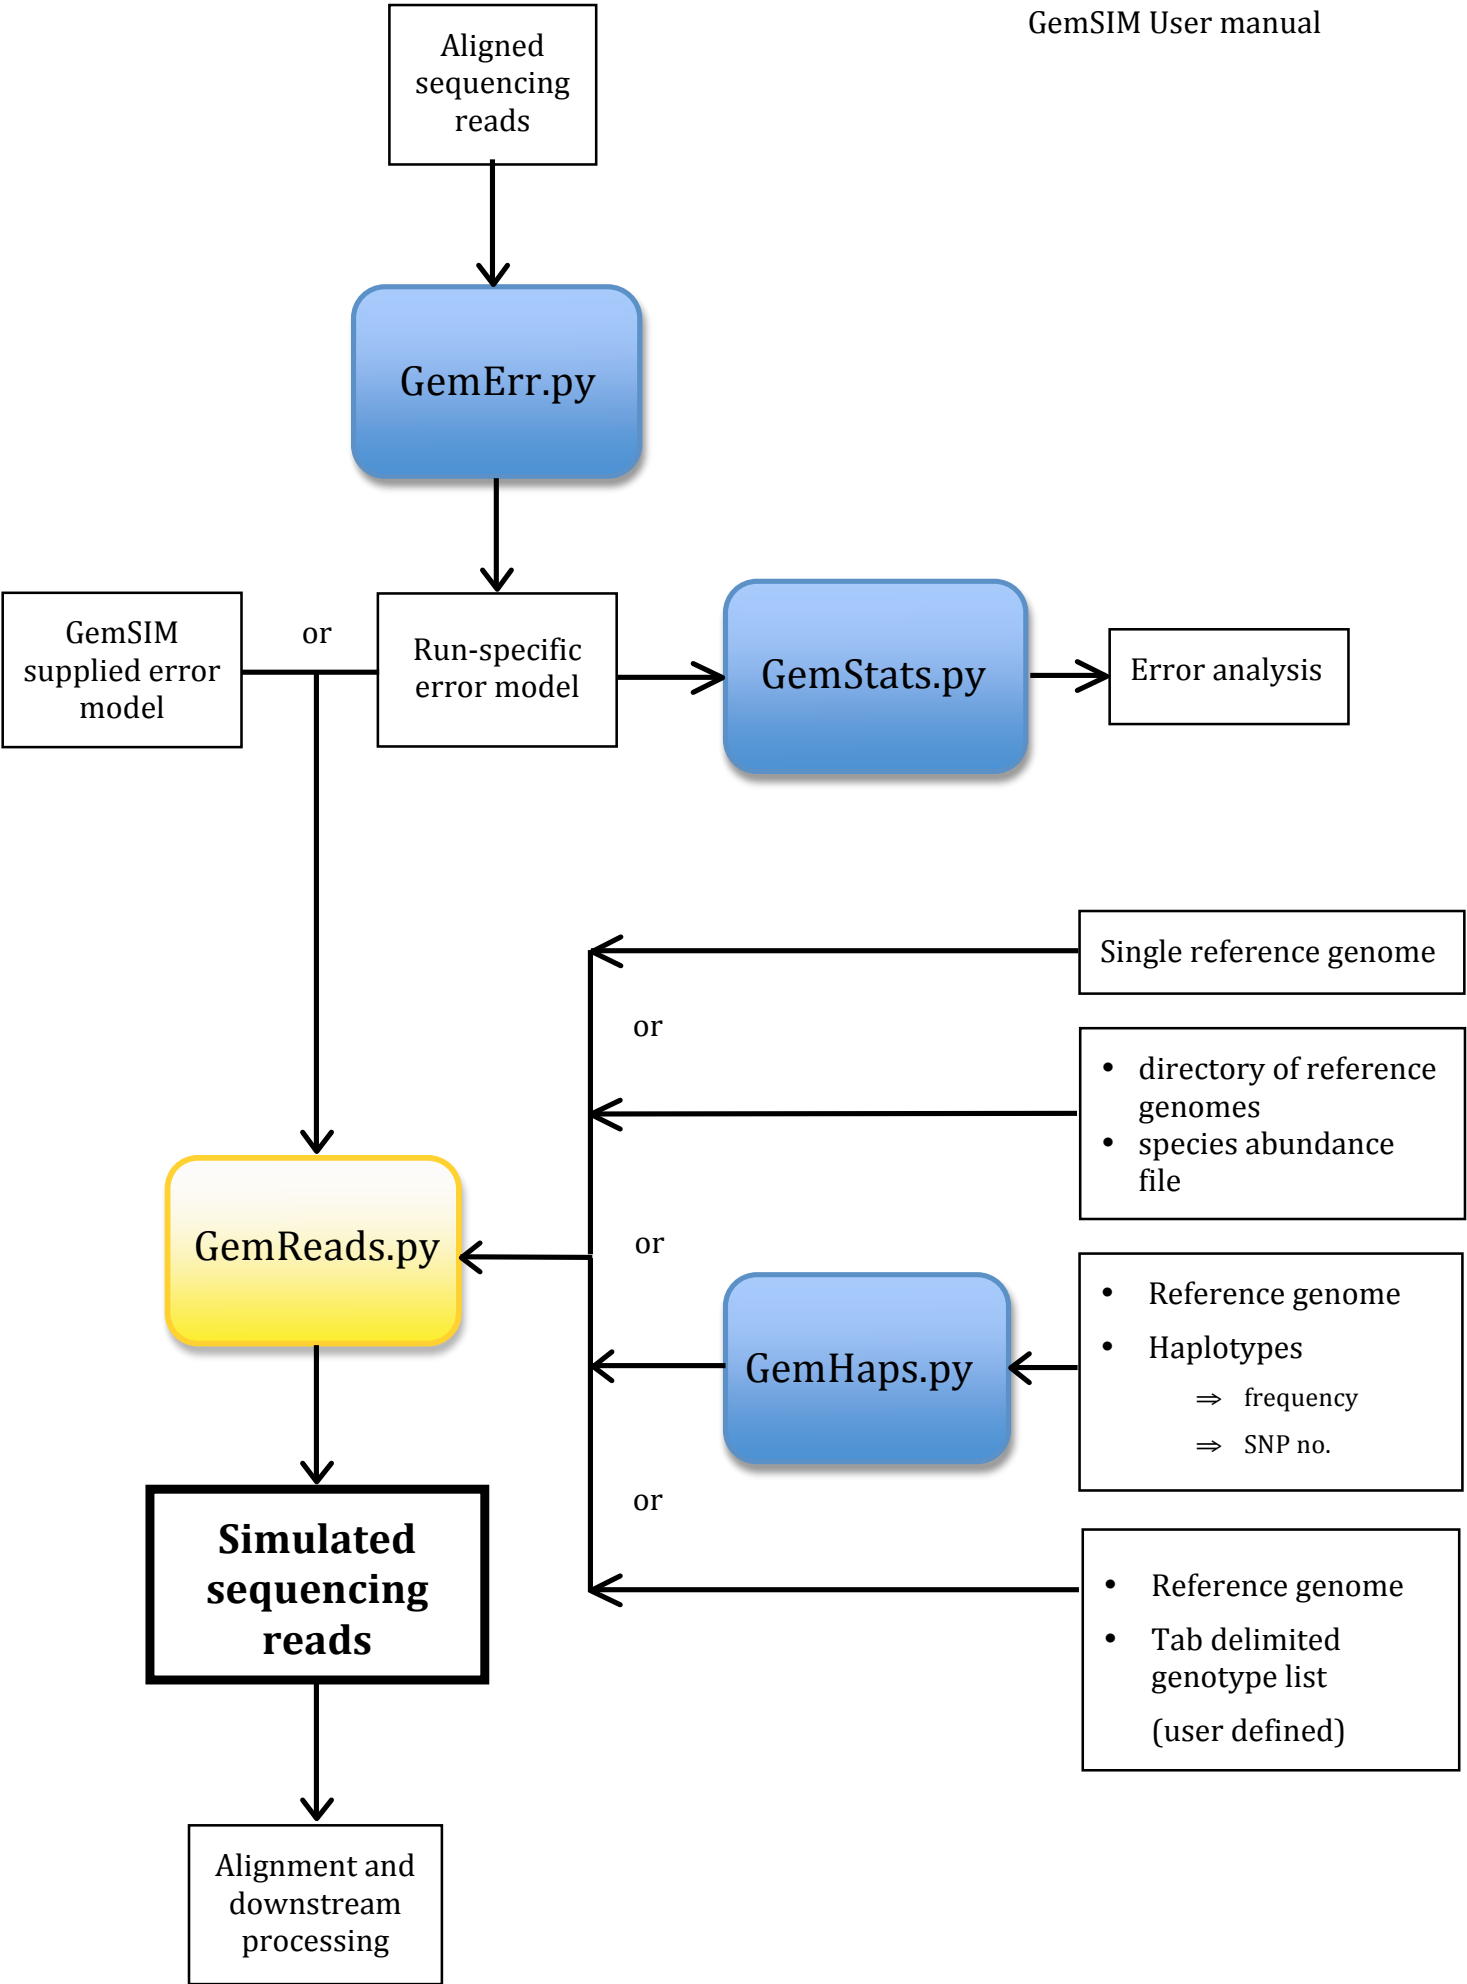 GemSIM User manual
Aligned
sequencing
reads
GemErr.py
GemSIM
supplied error
model
or
Run-specific
error model
GemStats.py
Error analysis
Single reference genome
or
• directory of reference
genomes
• species abundance
file
GemReads.py
or
GemHaps.py
• Reference genome
• Haplotypes
⇒ frequency
⇒ SNP no.
or
Simulated
sequencing
reads
• Reference genome
• Tab delimited
genotype list
(user defined)
Alignment and
downstream
processing